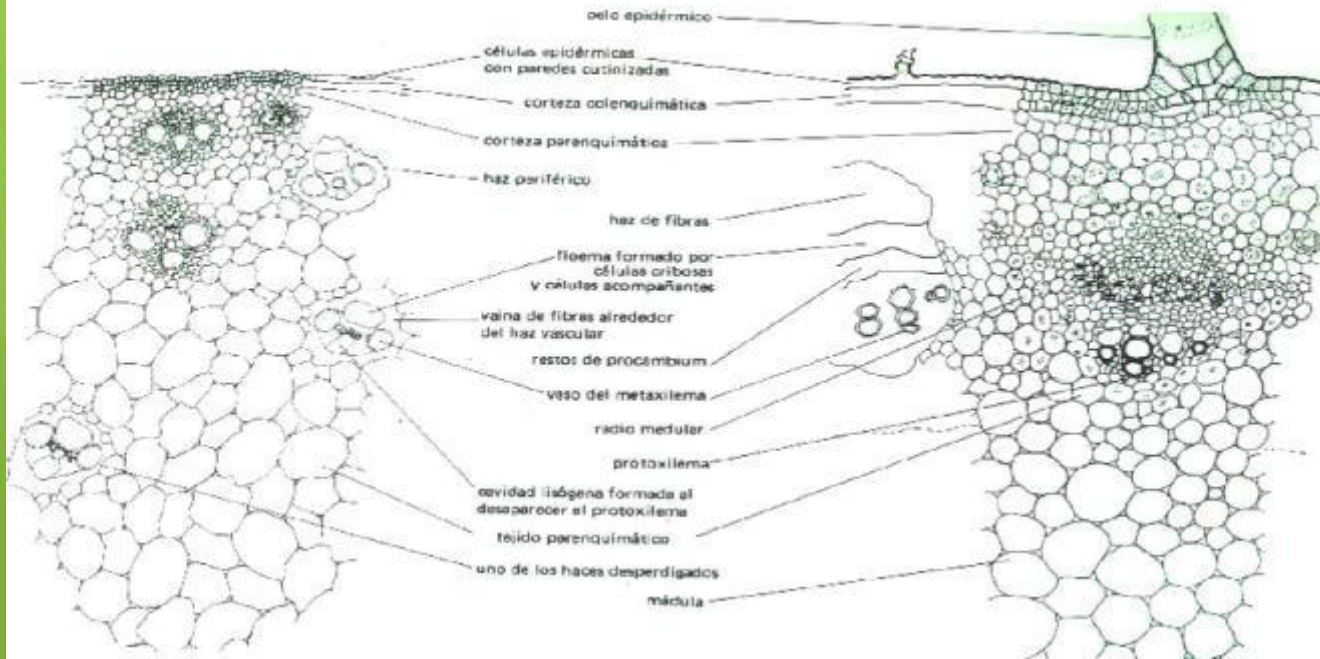 pelo epidérmico
células epidérmicas
con paredes cutinizadas
corteza colenquimática
corteza parenquimática
haz periférico
haz de fibras
floema formado por
células cribosas
y células acompañantes
vaina de fibras alrededor
del haz vascular
restos de procámbium
vaso del metaxilema
radio medular
protoxilema
cavidad lisógena formada al
desaparecer el protoxilema
tejido parenquimático
uno de los haces desperdigados
médula